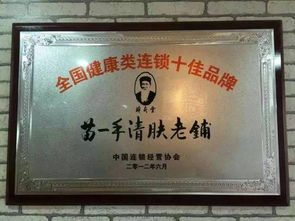 全国健康类连锁十佳品牌
苗一手清肤老铺
中国连锁经营协会
二零一二年六月